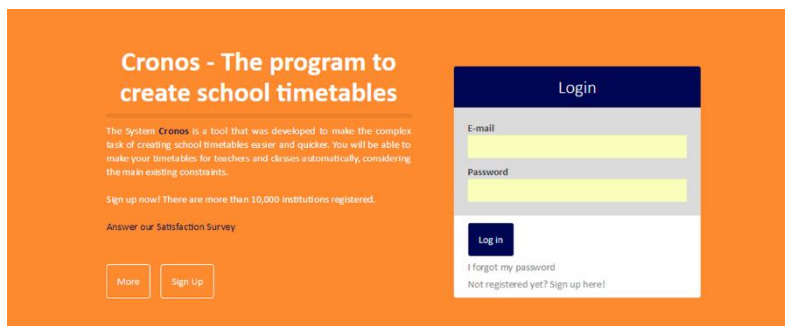 Cronos - The program to
create school timetables
The System Cronos is a tool that was developed to make the complex
task of creating school timetables easier and quicker. You will be able to
make your timetables for teachers and classes automatically, considering
the main existing constraints.
Sign up now! There are more than 10,000 institutions registered.
Answer our Satisfaction Survey
More
Sign Up
Login
E-mail
Password
Log in
I forgot my password
Not registered yet? Sign up here!